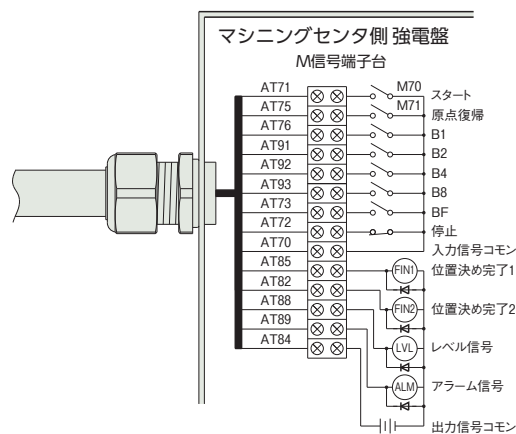 マシニングセンタ側 強電盤
M信号端子台
AT71 M70 スタート
AT75 M71 原点復帰
AT76 B1
AT91 B2
AT92 B4
AT93 B8
AT73 BF
AT72 停止
AT70 入力信号コモン
AT85 FIN1 位置決め完了1
AT82 FIN2 位置決め完了2
AT88 LVL レベル信号
AT89 ALM アラーム信号
AT84 出力信号コモン